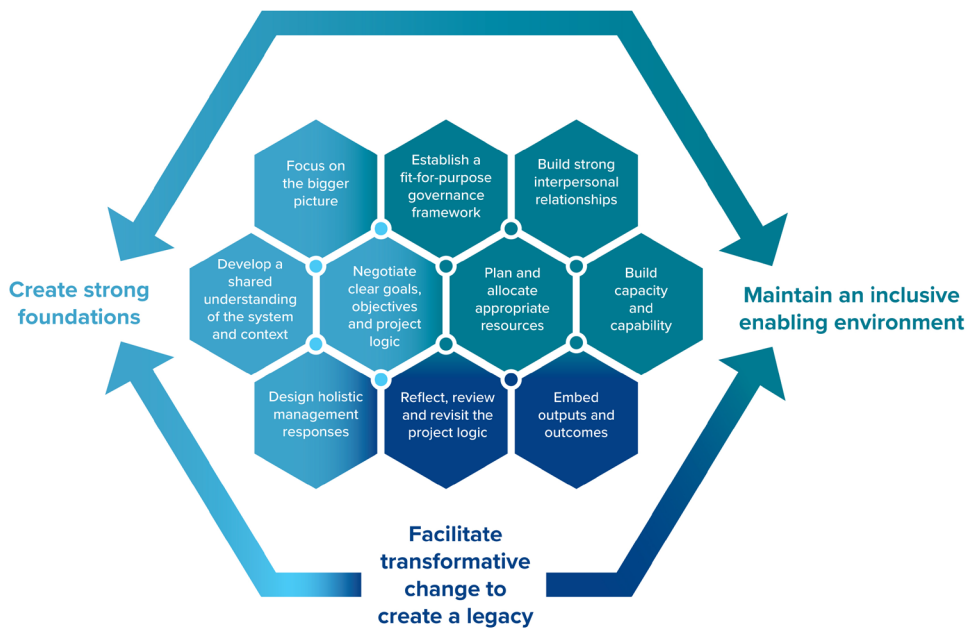 Focus on
the bigger
picture
Establish a
fit-for-purpose
governance
framework
Build strong
interpersonal
relationships
Create strong
foundations
Develop a
shared
understanding
of the system
and context
Negotiate
clear goals,
objectives
and project
logic
Plan and
allocate
appropriate
resources
Build
capacity
and
capability
Maintain an inclusive
enabling environment
Design holistic
management
responses
Reflect, review
and revisit the
project logic
Embed
outputs and
outcomes
Facilitate
transformative
change to
create a legacy